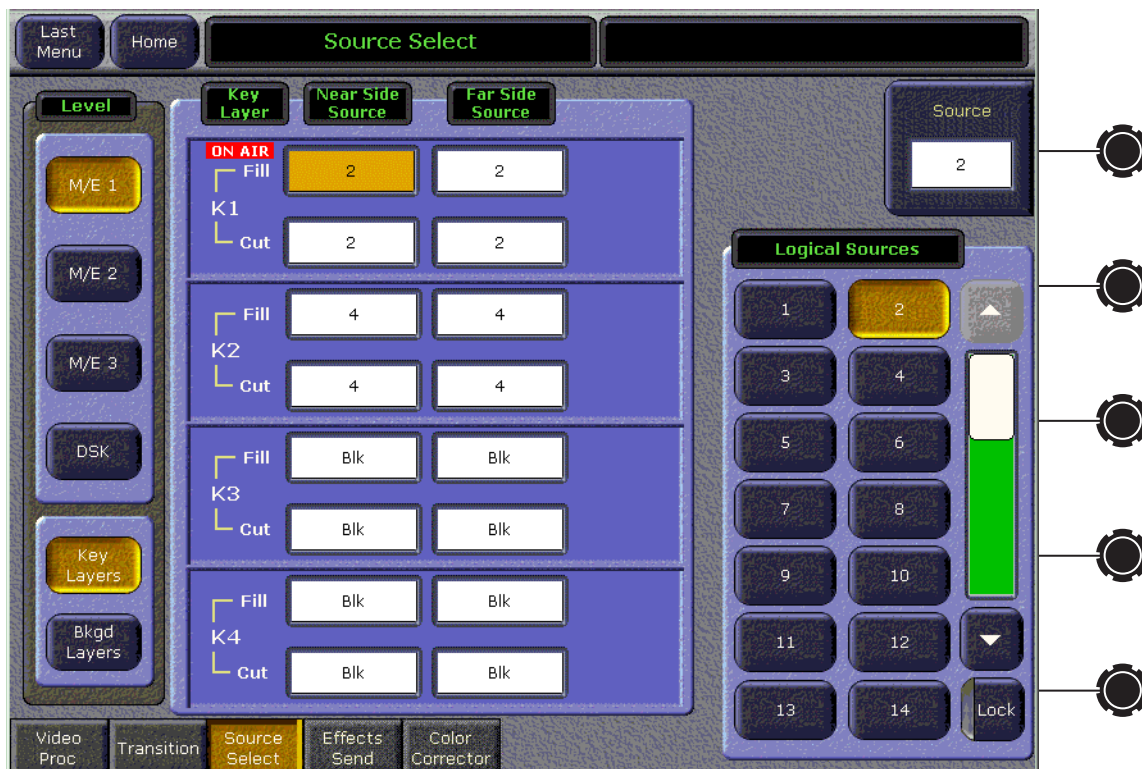 Last
Menu
Home
Source Select
Level
Key
Layer
Near Side
Source
Far Side
Source
Source
2
M/E 1
M/E 2
M/E 3
DSK
Key
Layers
Bkgd
Layers
ON AIR
Fill
2
2
K1
Cut
2
2
Fill
4
4
K2
Cut
4
4
Fill
Blk
Blk
K3
Cut
Blk
Blk
Fill
Blk
Blk
K4
Cut
Blk
Blk
Logical Sources
1
2
3
4
5
6
7
8
9
10
11
12
13
14
Lock
Video
Proc
Transition
Source
Select
Effects
Send
Color
Corrector